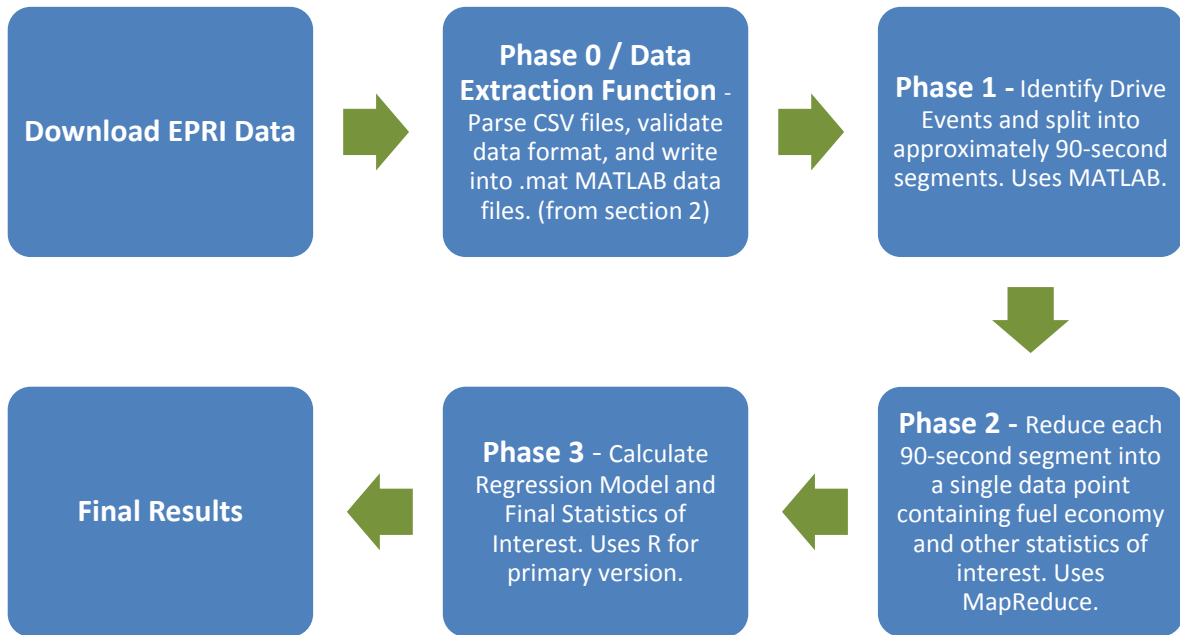 Download EPRI Data
Phase 0 / Data
Extraction Function -
Parse CSV files, validate
data format, and write
into .mat MATLAB data
files. (from section 2)
Phase 1 - Identify Drive
Events and split into
approximately 90-second
segments. Uses MATLAB.
Phase 2 - Reduce each
90-second segment into
a single data point
containing fuel economy
and other statistics of
interest. Uses
MapReduce.
Phase 3 - Calculate
Regression Model and
Final Statistics of
Interest. Uses R for
primary version.
Final Results